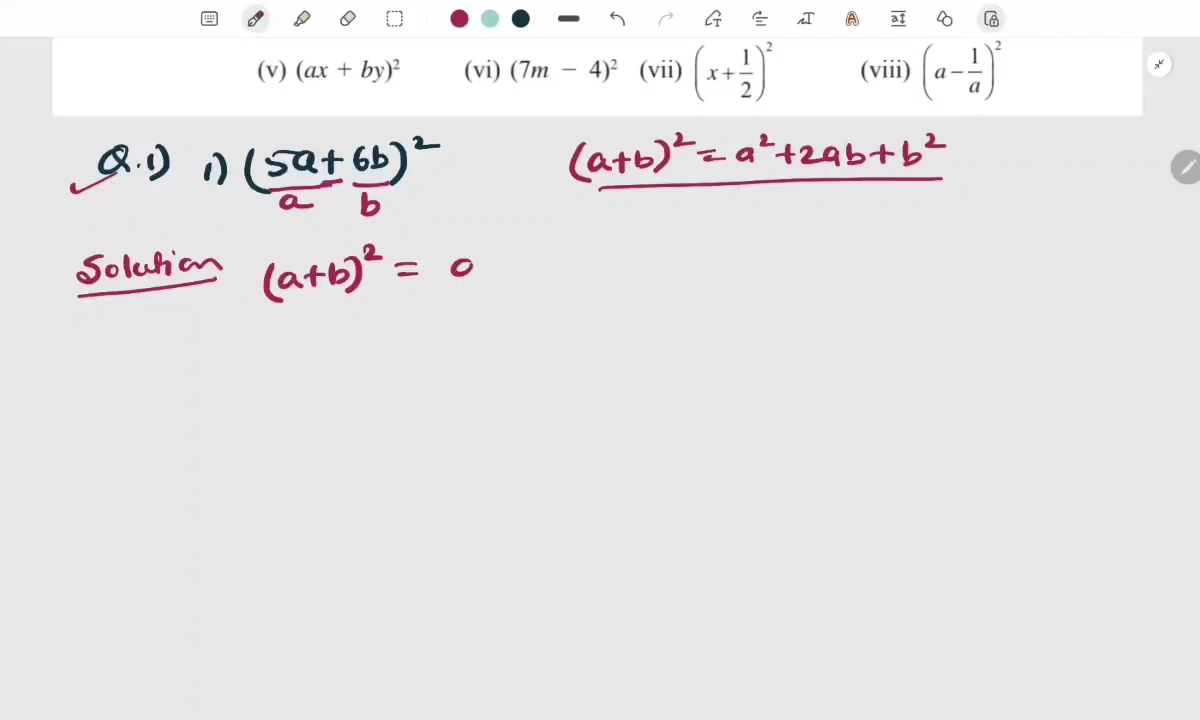 (v) (ax + by)² (vi) (7m − 4)² (vii) (x+1/2)² (viii) (a−1/a)²
Q.1) 1) (5a+6b)² (a+b)² = a²+2ab+b²
a b
Solution (a+b)² =